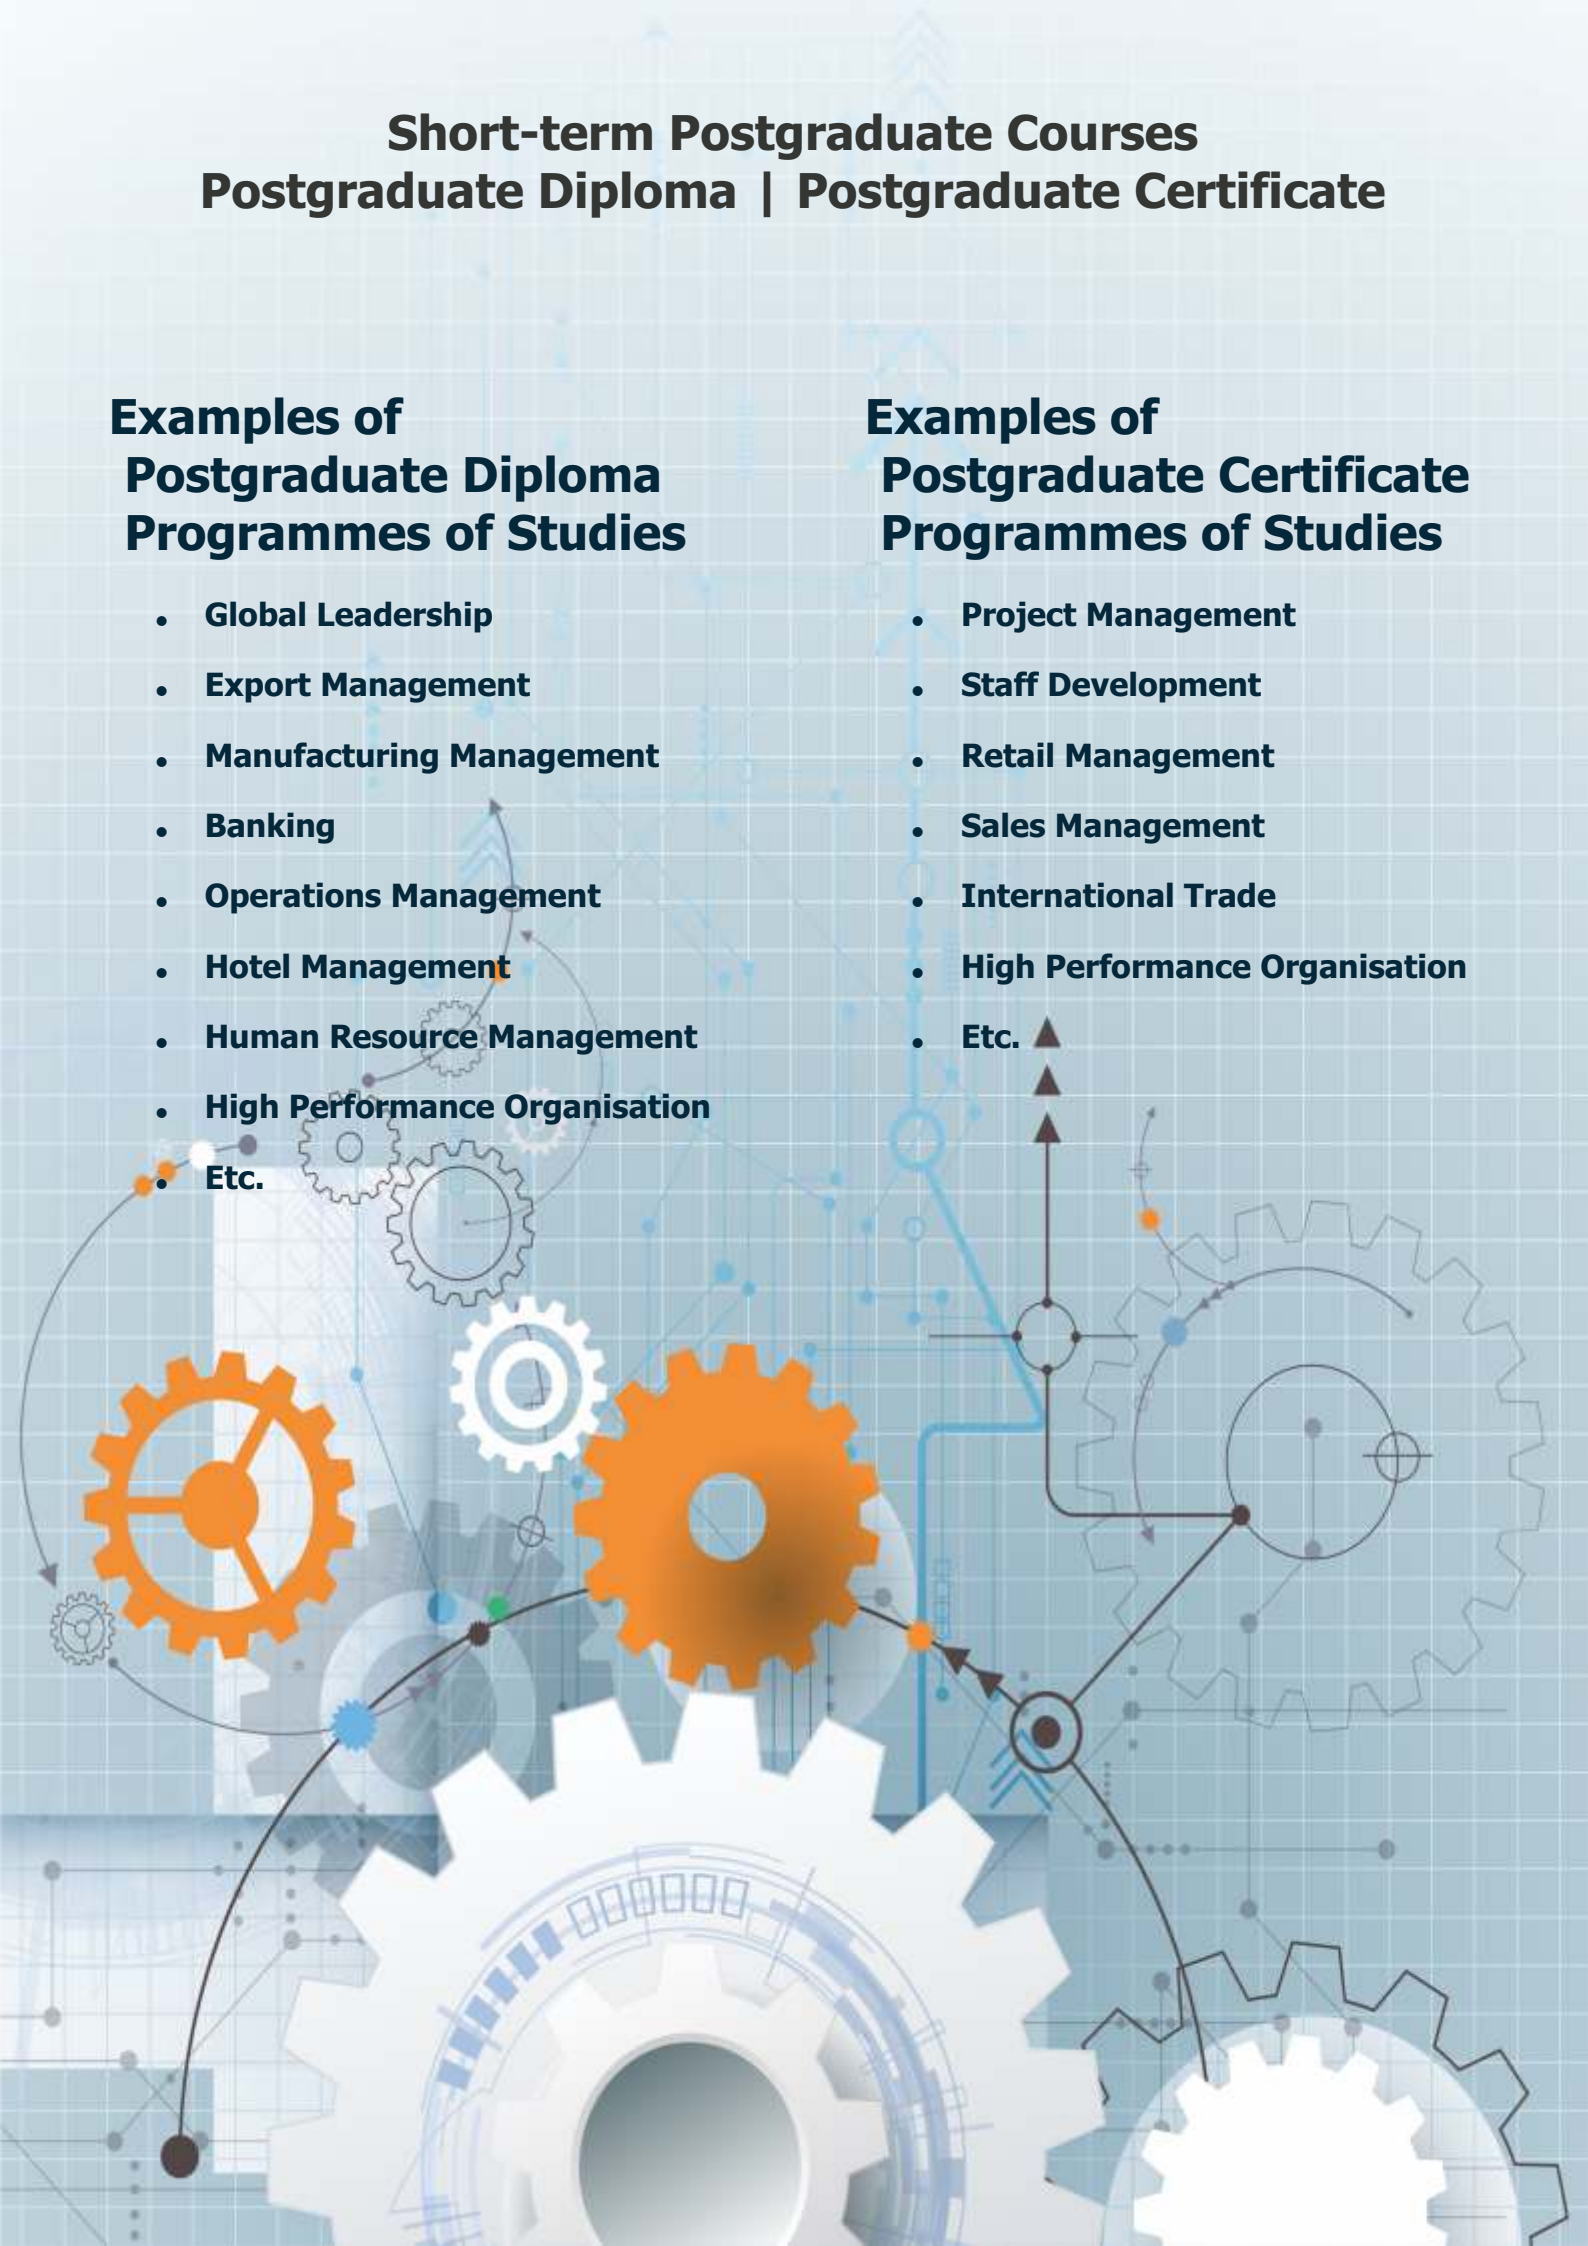 Short-term Postgraduate Courses
Postgraduate Diploma | Postgraduate Certificate
Examples of
Postgraduate Diploma
Programmes of Studies
• Global Leadership
• Export Management
• Manufacturing Management
• Banking
• Operations Management
• Hotel Management
• Human Resource Management
• High Performance Organisation
• Etc.
Examples of
Postgraduate Certificate
Programmes of Studies
• Project Management
• Staff Development
• Retail Management
• Sales Management
• International Trade
• High Performance Organisation
• Etc.